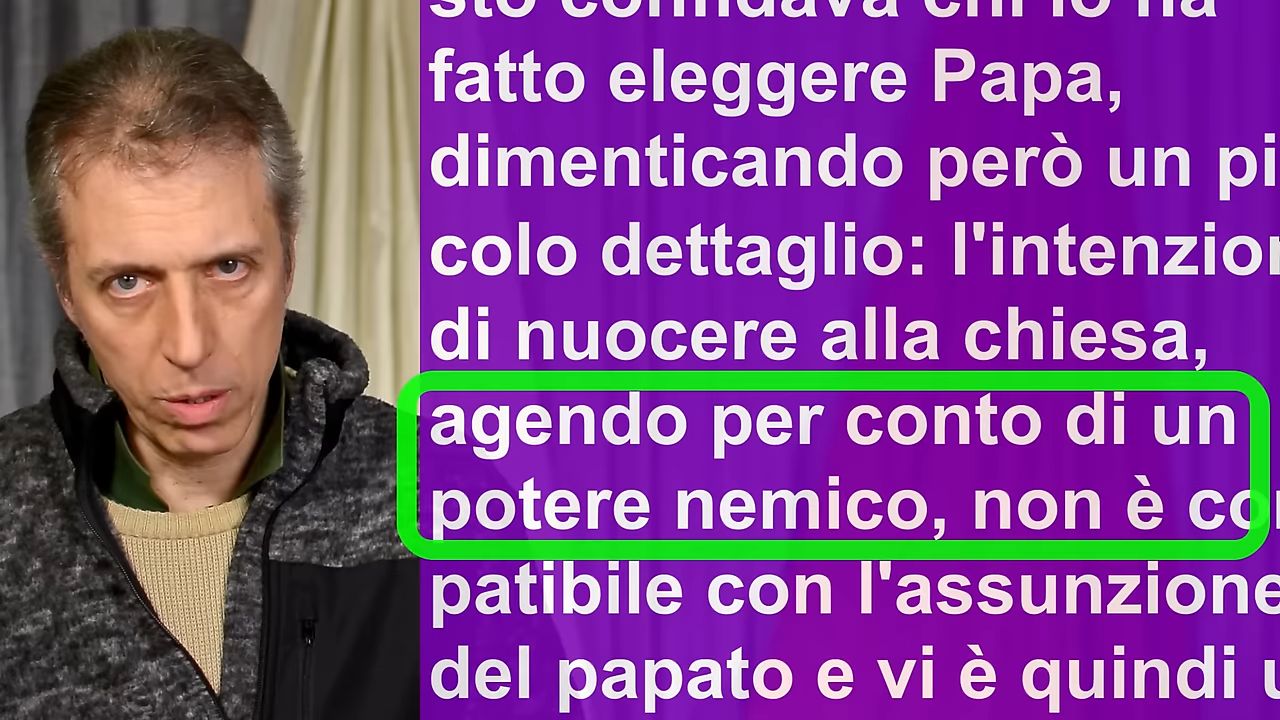 fatto eleggere Papa,
dimenticando però un pi
colo dettaglio: l'intenzion
di nuocere alla chiesa,
agendo per conto di un
potere nemico, non è co
patibile con l'assunzione
del papato e vi è quindi u